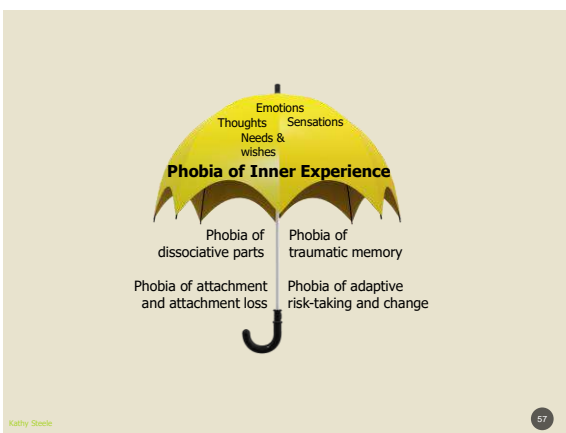 Emotions
Thoughts Sensations
Needs &
wishes
Phobia of Inner Experience
Phobia of
dissociative parts
Phobia of
traumatic memory
Phobia of attachment
and attachment loss
Phobia of adaptive
risk-taking and change
Kathy Steele
57